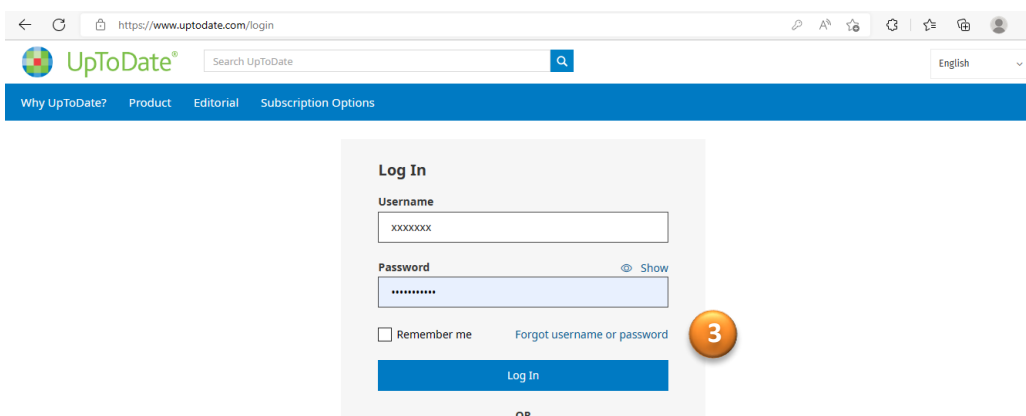 https://www.uptodate.com/login
UpToDate® Search UpToDate English
Why UpToDate? Product Editorial Subscription Options
Log In
Username
xxxxxxx
Password Show
•••••••••••
Remember me Forgot username or password 3
Log In
OR